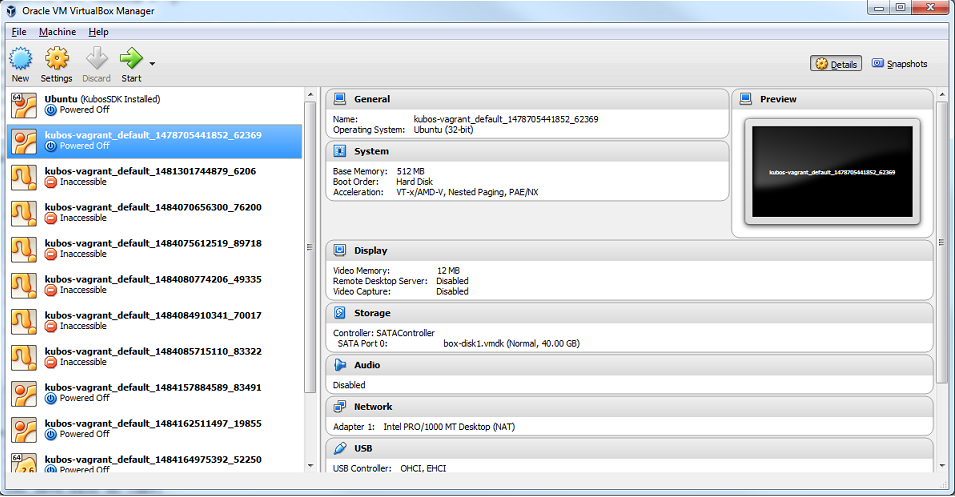 Oracle VM VirtualBox Manager
File Machine Help
New Settings Discard Start
Details Snapshots
64
Ubuntu (KubosSDK Installed)
Powered Off
kubos-vagrant_default_1478705441852_62369
Powered Off
kubos-vagrant_default_1481301744879_6206
Inaccessible
kubos-vagrant_default_1484070656300_76200
Inaccessible
kubos-vagrant_default_1484075612519_89718
Inaccessible
kubos-vagrant_default_1484080774206_49335
Inaccessible
kubos-vagrant_default_1484084910341_70017
Inaccessible
kubos-vagrant_default_1484085715110_83322
Inaccessible
kubos-vagrant_default_1484157884589_83491
Powered Off
kubos-vagrant_default_1484162511497_19855
Powered Off
64
2.6
kubos-vagrant_default_1484164975392_52250
Powered Off
General
Name: kubos-vagrant_default_1478705441852_62369
Operating System: Ubuntu (32-bit)
System
Base Memory: 512 MB
Boot Order: Hard Disk
Acceleration: VT-x/AMD-V, Nested Paging, PAE/NX
Preview
kubos-vagrant_default_1478705441852_62369
Display
Video Memory: 12 MB
Remote Desktop Server: Disabled
Video Capture: Disabled
Storage
Controller: SATAController
SATA Port 0: box-disk1.vmdk (Normal, 40.00 GB)
Audio
Disabled
Network
Adapter 1: Intel PRO/1000 MT Desktop (NAT)
USB
USB Controller: OHCI, EHCI